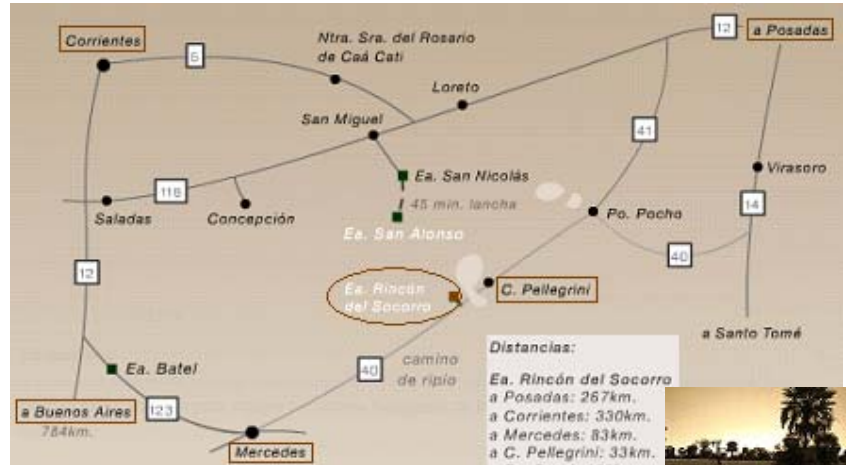 Corrientes
5
Ntra. Sra. del Rosario
de Caá Catí
12
a Posadas
Loreto
San Miguel
41
Virasoro
Ea. San Nicolás
118
Saladas
Concepción
45 min. lancha
Ea. San Alonso
Po. Pocho
14
40
12
Ea. Rincón
del Socorro
C. Pellegrini
a Santo Tomé
Ea. Batel
40
camino
de ripio
a Buenos Aires
784km.
123
Mercedes
Distancias:
Ea. Rincón del Socorro
a Posadas: 267km.
a Corrientes: 330km.
a Mercedes: 83km.
a C. Pellegrini: 33km.